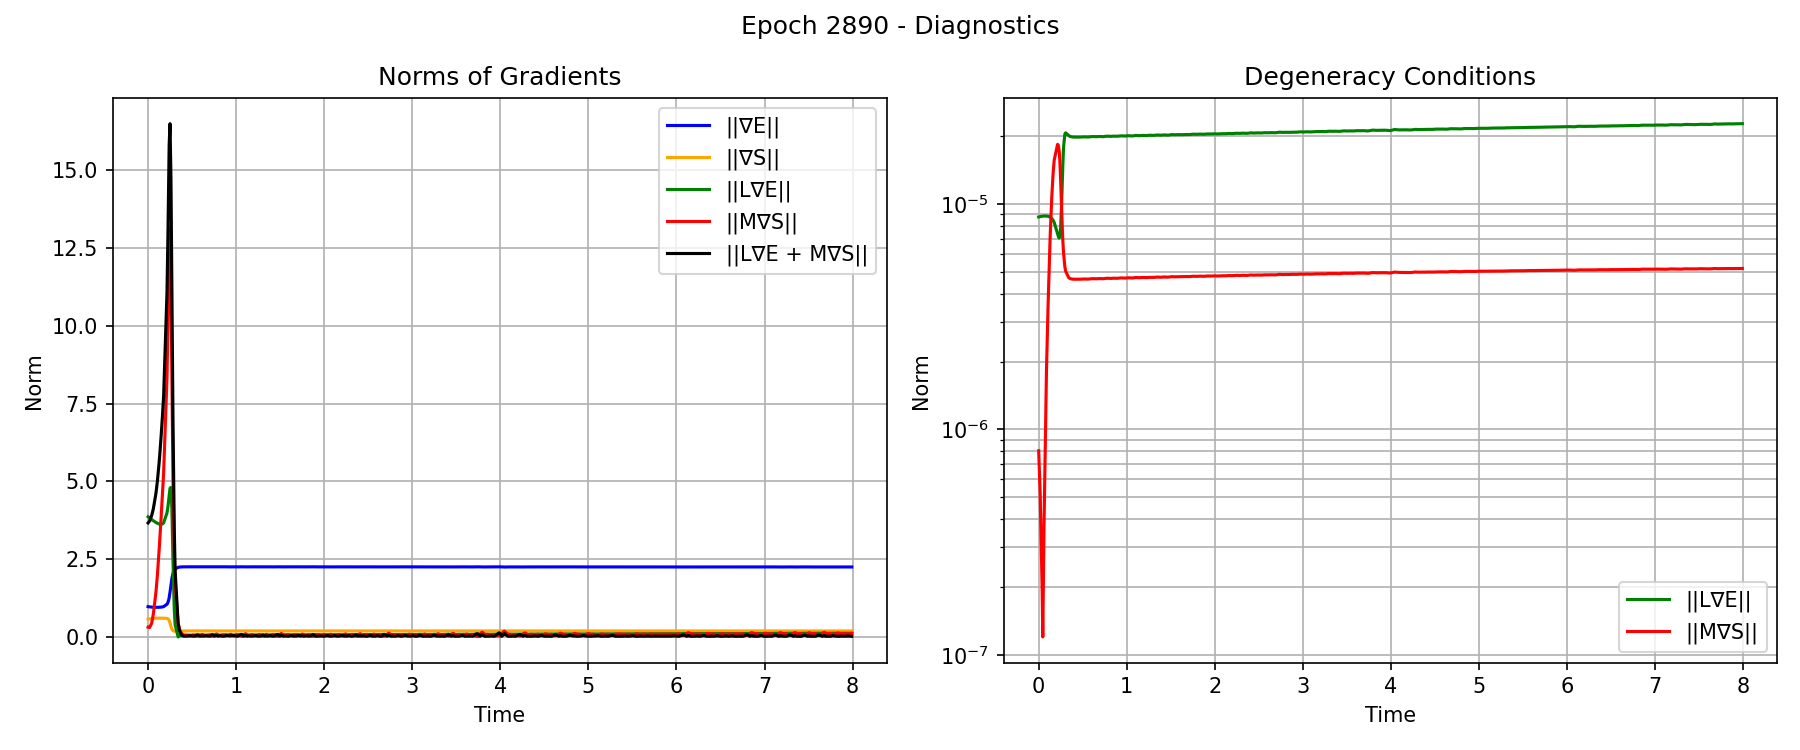 Epoch 2890 - Diagnostics
Norms of Gradients
||∇E||
||∇S||
||L∇E||
||M∇S||
||L∇E + M∇S||
15.0
12.5
10.0
7.5
5.0
2.5
0.0
Norm
0 1 2 3 4 5 6 7 8
Time
Degeneracy Conditions
10⁻⁵
10⁻⁶
10⁻⁷
Norm
||L∇E||
||M∇S||
0 1 2 3 4 5 6 7 8
Time